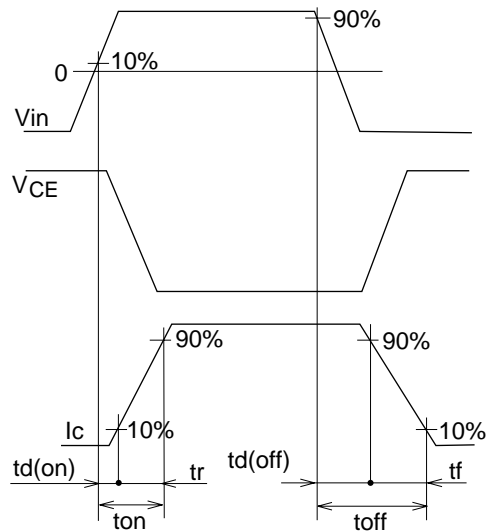 90%
10%
0
Vin
VCE
90%
90%
Ic
10%
10%
td(on)
tr
td(off)
tf
ton
toff